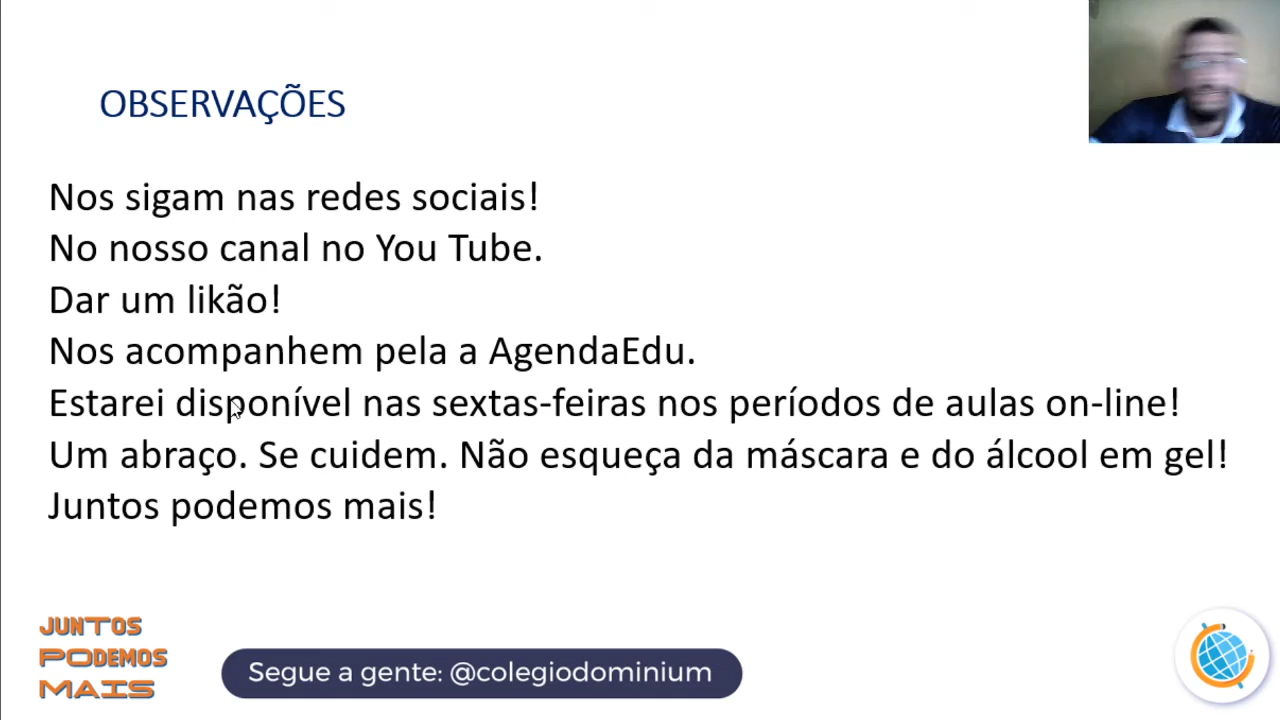 OBSERVAÇÕES
Nos sigam nas redes sociais!
No nosso canal no You Tube.
Dar um likão!
Nos acompanhem pela a AgendaEdu.
Estarei disponível nas sextas-feiras nos períodos de aulas on-line!
Um abraço. Se cuidem. Não esqueça da máscara e do álcool em gel!
Juntos podemos mais!
JUNTOS
PODEMOS
MAIS
Segue a gente: @colegiodominium